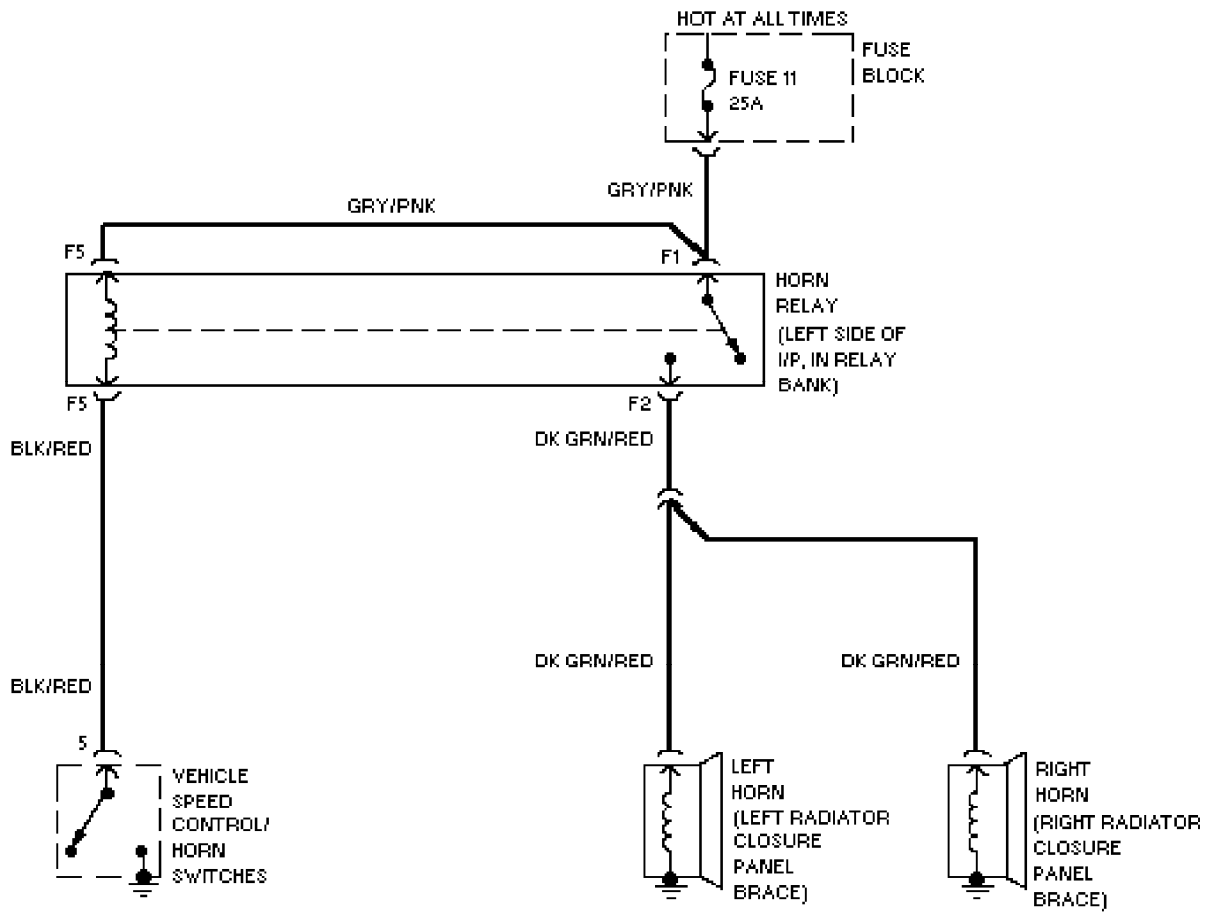 HOT AT ALL TIMES
FUSE
BLOCK
FUSE 11
25A
GRY/PNK
GRY/PNK
F5
F1
HORN
RELAY
(LEFT SIDE OF
I/P, IN RELAY
BANK)
F5
F2
BLK/RED
DK GRN/RED
DK GRN/RED
DK GRN/RED
BLK/RED
5
VEHICLE
SPEED
CONTROL/
HORN
SWITCHES
LEFT
HORN
(LEFT RADIATOR
CLOSURE
PANEL
BRACE)
RIGHT
HORN
(RIGHT RADIATOR
CLOSURE
PANEL
BRACE)